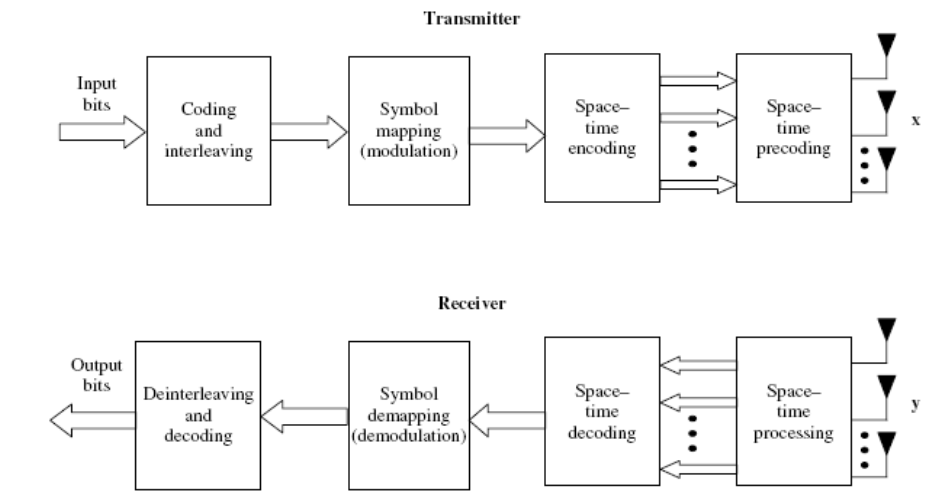 Transmitter
Input
bits
Coding
and
interleaving
Symbol
mapping
(modulation)
Space–
time
encoding
Space–
time
precoding
x
Receiver
Output
bits
Deinterleaving
and
decoding
Symbol
demapping
(demodulation)
Space–
time
decoding
Space–
time
processing
y